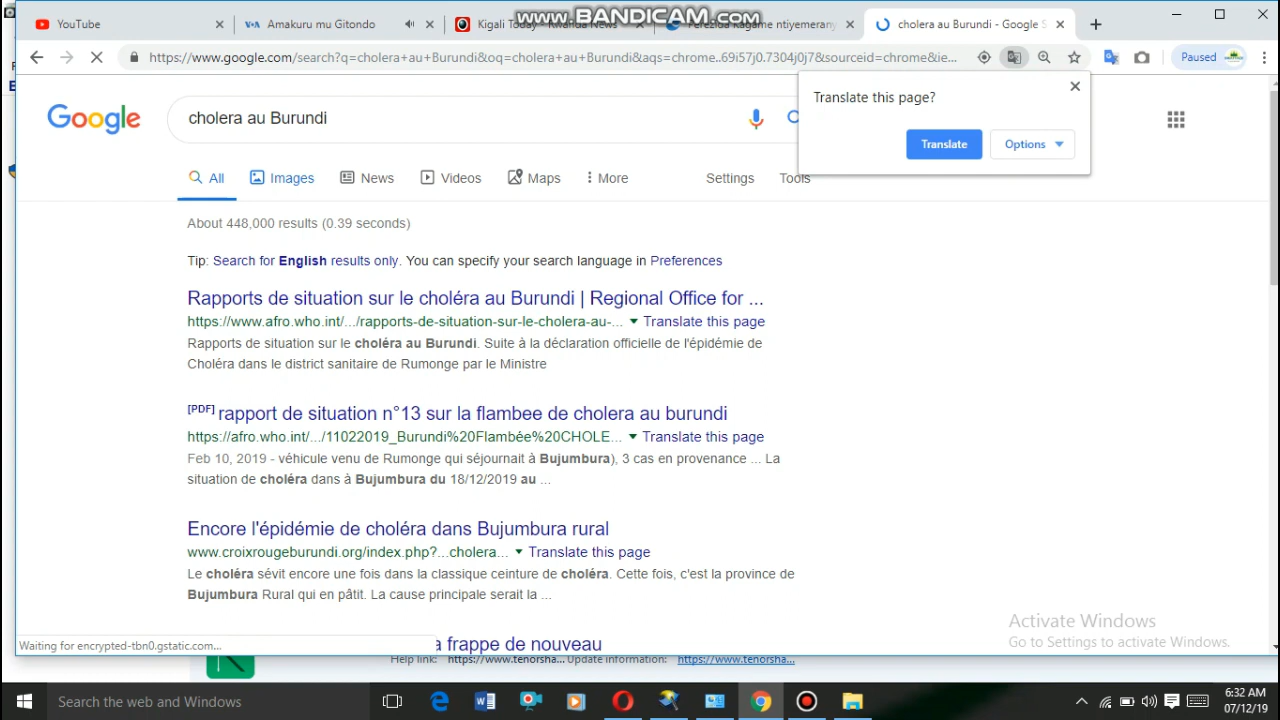 www.BANDICAM.com
YouTube
VOA Amakuru mu Gitondo
Kigali Today - Rwanda News
Perezida Kagame ntiyemerany
cholera au Burundi - Google S
https://www.google.com/search?q=cholera+au+Burundi&oq=cholera+au+Burundi&aqs=chrome..69i57j0.7304j0j7&sourceid=chrome&ie...
Paused
Translate this page?
Translate
Options
Google
cholera au Burundi
All
Images
News
Videos
Maps
More
Settings
Tools
About 448,000 results (0.39 seconds)
Tip: Search for English results only. You can specify your search language in Preferences
Rapports de situation sur le choléra au Burundi | Regional Office for ...
https://www.afro.who.int/.../rapports-de-situation-sur-le-cholera-au-... Translate this page
Rapports de situation sur le choléra au Burundi. Suite à la déclaration officielle de l'épidémie de
Choléra dans le district sanitaire de Rumonge par le Ministre
[PDF] rapport de situation n°13 sur la flambee de cholera au burundi
https://afro.who.int/.../11022019_Burundi%20Flambée%20CHOLE... Translate this page
Feb 10, 2019 - véhicule venu de Rumonge qui séjournait à Bujumbura), 3 cas en provenance ... La
situation de choléra dans à Bujumbura du 18/12/2019 au ...
Encore l'épidémie de choléra dans Bujumbura rural
www.croixrougeburundi.org/index.php?...cholera... Translate this page
Le choléra sévit encore une fois dans la classique ceinture de choléra. Cette fois, c'est la province de
Bujumbura Rural qui en pâtit. La cause principale serait la ...
Activate Windows
Go to Settings to activate Windows.
Waiting for encrypted-tbn0.gstatic.com...
a frappe de nouveau
Help link: https://www.tenorsha... Update information: https://www.tenorsha...
Search the web and Windows
6:32 AM
07/12/19